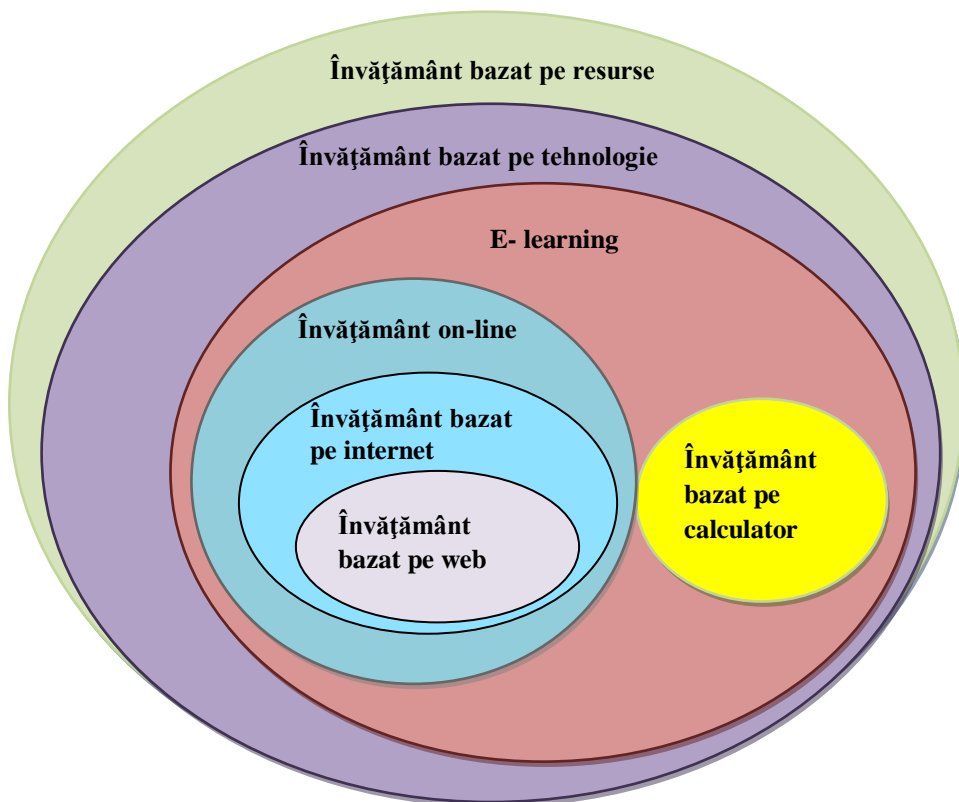 Învăţământ bazat pe resurse
Învăţământ bazat pe tehnologie
E- learning
Învăţământ on-line
Învăţământ bazat
pe internet
Învăţământ
bazat pe web
Învăţământ
bazat pe
calculator